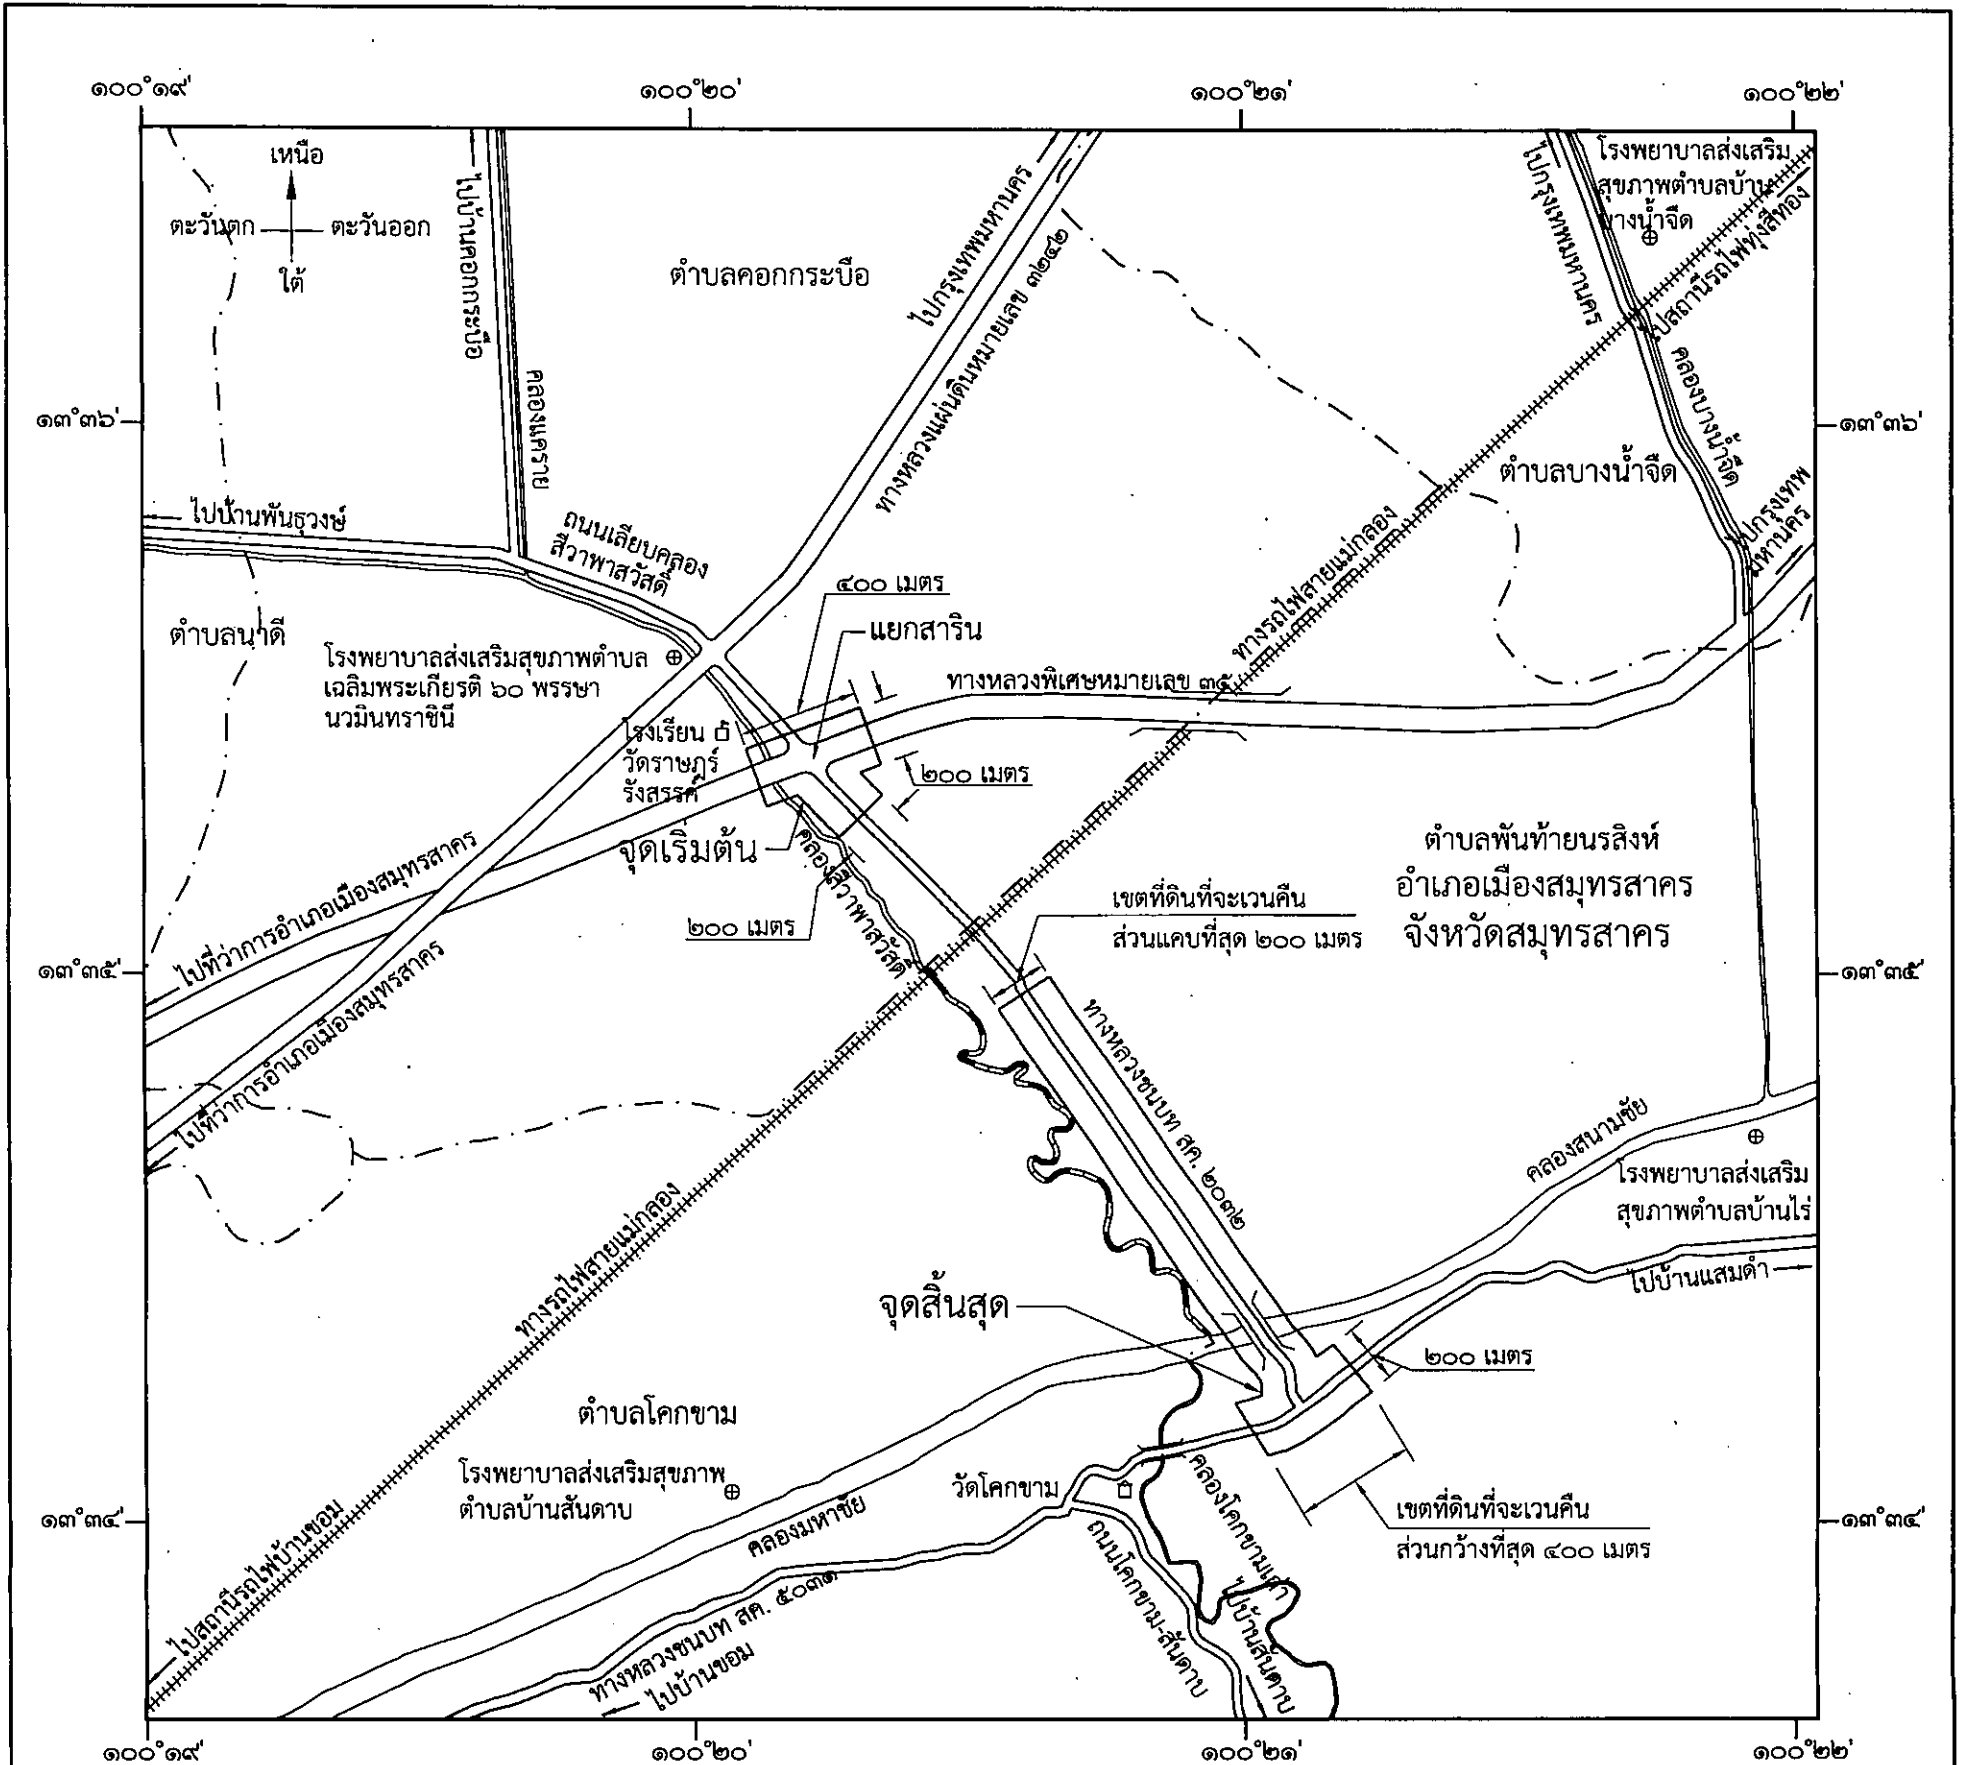 ๑๐๐°๑๙'
๑๐๐°๒๐'
๑๐๐°๒๑'
๑๐๐°๒๒'
เหนือ
ตะวันตก
ตะวันออก
ใต้
ไปบ้านคอกกระบือ
คลองแคราย
ตำบลคอกกระบือ
ไปกรุงเทพมหานคร
ทางหลวงแผ่นดินหมายเลข ๓๒๔๒
ไปกรุงเทพมหานคร
โรงพยาบาลส่งเสริม
สุขภาพตำบลบ้าน
บางน้ำจืด
ไปสถานีรถไฟทุ่งสีทอง
คลองบางน้ำจืด
๑๓°๓๖'
๑๓°๓๖'
ตำบลบางน้ำจืด
ไปกรุงเทพ
มหานคร
ไปบ้านพันธุวงษ์
ถนนเลียบคลอง
สีวาพาสวัสดิ์
ทางรถไฟสายแม่กลอง
๔๐๐ เมตร
แยกสาริน
ตำบลนาดี
โรงพยาบาลส่งเสริมสุขภาพตำบล
เฉลิมพระเกียรติ ๖๐ พรรษา
นวมินทราชินี
ทางหลวงพิเศษหมายเลข ๓๕
โรงเรียน
วัดราษฎร์
รังสรรค์
๒๐๐ เมตร
จุดเริ่มต้น
คลองสีวาพาสวัสดิ์
๒๐๐ เมตร
ตำบลพันท้ายนรสิงห์
อำเภอเมืองสมุทรสาคร
จังหวัดสมุทรสาคร
เขตที่ดินที่จะเวนคืน
ส่วนแคบที่สุด ๒๐๐ เมตร
ไปที่ว่าการอำเภอเมืองสมุทรสาคร
ไปที่ว่าการอำเภอเมืองสมุทรสาคร
๑๓°๓๕'
๑๓°๓๕'
ทางหลวงชนบท สค. ๒๐๓๒
คลองสนามชัย
โรงพยาบาลส่งเสริม
สุขภาพตำบลบ้านไร่
ไปบ้านแสมดำ
ทางรถไฟสายแม่กลอง
จุดสิ้นสุด
๒๐๐ เมตร
ตำบลโคกขาม
โรงพยาบาลส่งเสริมสุขภาพ
ตำบลบ้านสันดาบ
วัดโคกขาม
คลองโคกขามเก่า
เขตที่ดินที่จะเวนคืน
ส่วนกว้างที่สุด ๔๐๐ เมตร
๑๓°๓๔'
๑๓°๓๔'
คลองมหาชัย
ไปสถานีรถไฟบ้านขอม
ทางหลวงชนบท สค. ๕๐๓๑
ไปบ้านขอม
ถนนโคกขาม-สันดาบ
ไปบ้านสันดาบ
๑๐๐°๑๙'
๑๐๐°๒๐'
๑๐๐°๒๑'
๑๐๐°๒๒'